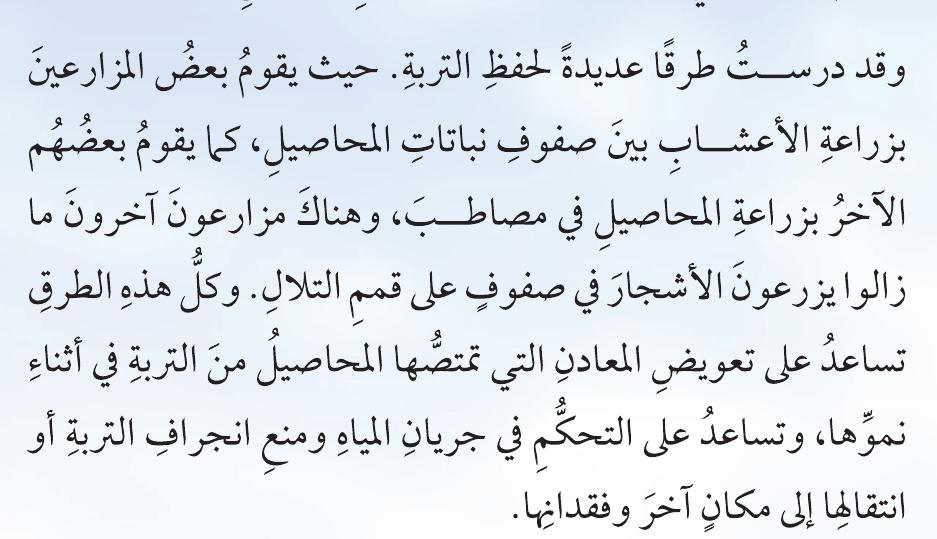 وقد درستُ طرقًا عديدةً لحفظِ التربةِ. حيث يقومُ بعضُ المزارعينَ
بزراعةِ الأعشابِ بينَ صفوفِ نباتاتِ المحاصيلِ، كما يقومُ بعضُهُم
الآخرُ بزراعةِ المحاصيلِ في مصاطبَ، وهناكَ مزارعونَ آخرونَ ما
زالوا يزرعونَ الأشجارَ في صفوفٍ على قممِ التلالِ. وكلُّ هذهِ الطرقِ
تساعدُ على تعويضِ المعادنِ التي تمتصُّها المحاصيلُ منَ التربةِ في أثناءِ
نموِّها، وتساعدُ على التحكُّمِ في جريانِ المياهِ ومنعِ انجرافِ التربةِ أو
انتقالِها إلى مكانٍ آخرَ وفقدانِها.